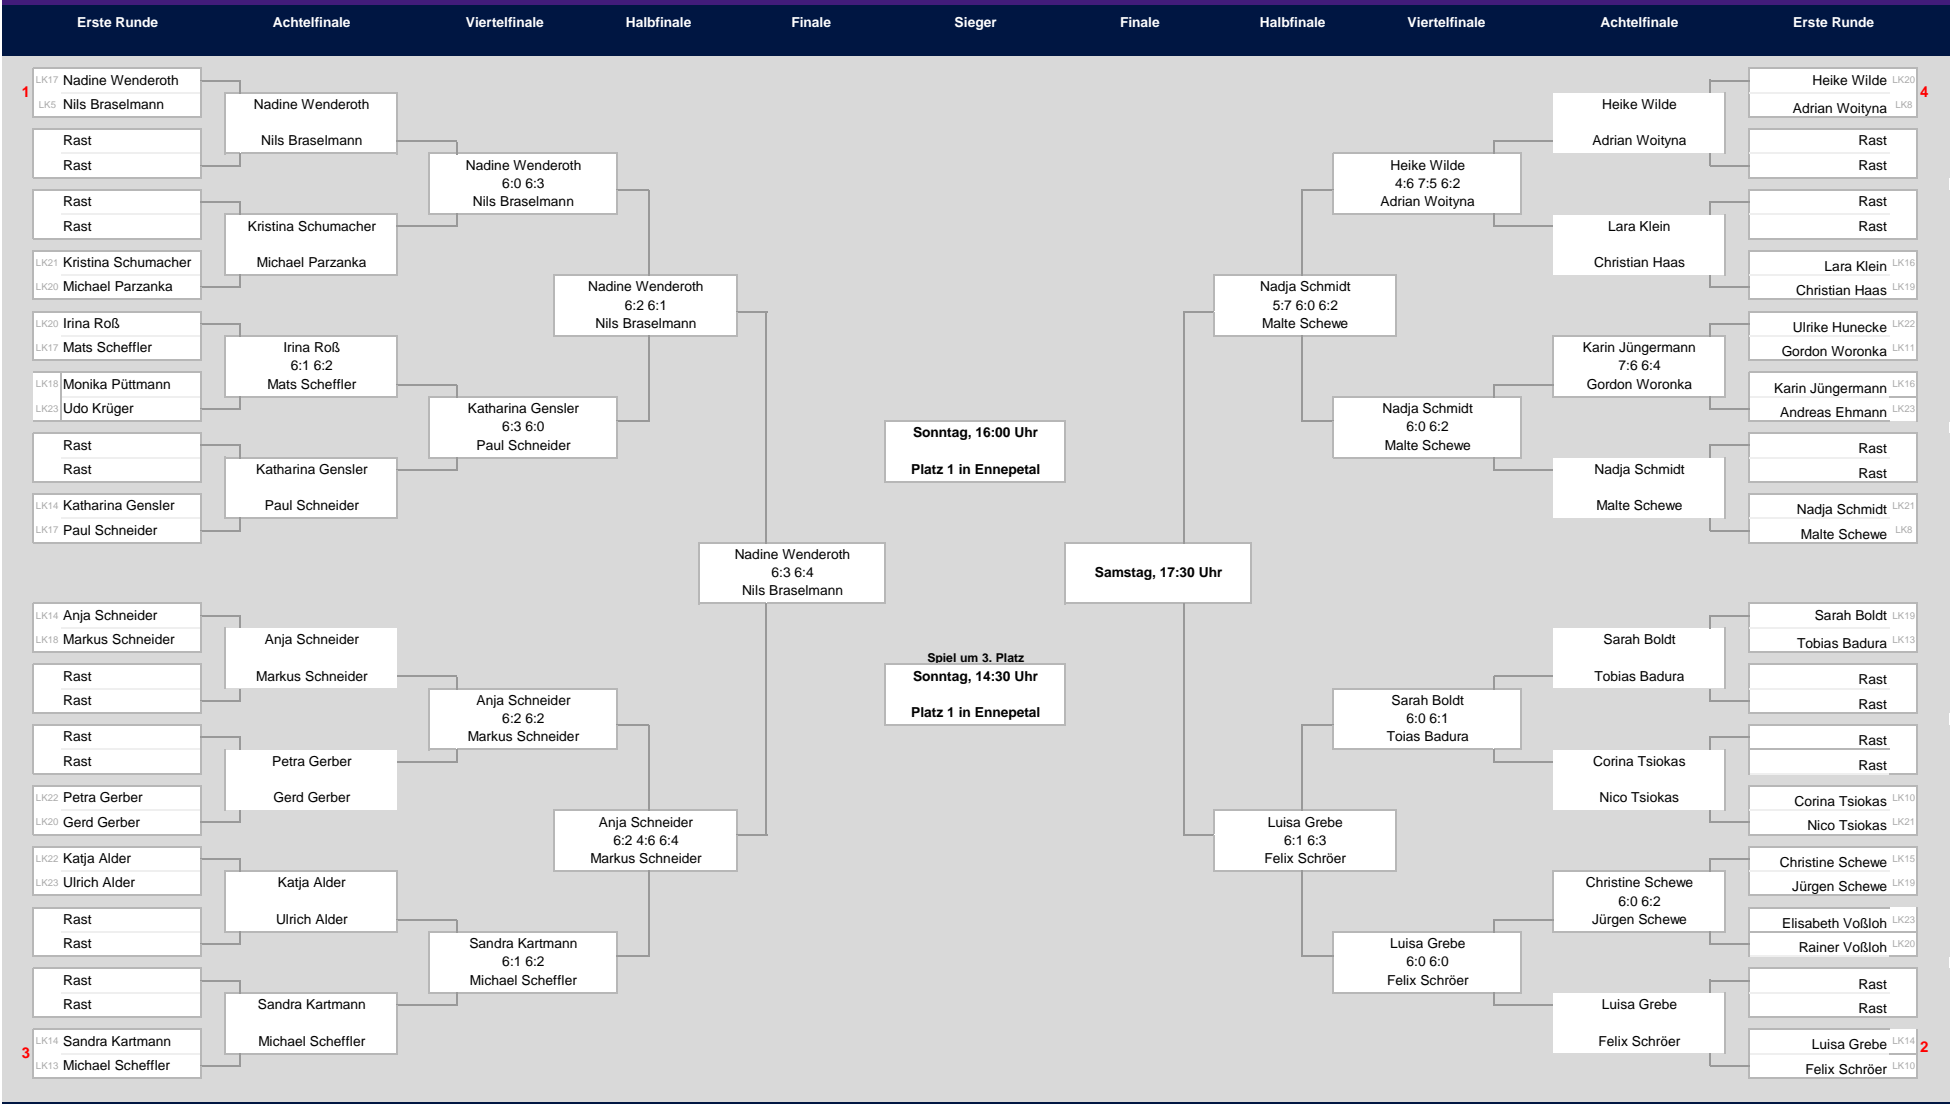 Erste Runde
Achtelfinale
Viertelfinale
Halbfinale
Finale
Sieger
Finale
Halbfinale
Viertelfinale
Achtelfinale
Erste Runde
1
LK17 Nadine Wenderoth
LK5 Nils Braselmann
Rast
Rast
Rast
Rast
LK21 Kristina Schumacher
LK20 Michael Parzanka
LK20 Irina Roß
LK17 Mats Scheffler
LK18 Monika Püttmann
LK23 Udo Krüger
Rast
Rast
LK14 Katharina Gensler
LK17 Paul Schneider
LK14 Anja Schneider
LK18 Markus Schneider
Rast
Rast
Rast
Rast
LK22 Petra Gerber
LK20 Gerd Gerber
LK22 Katja Alder
LK23 Ulrich Alder
Rast
Rast
Rast
Rast
3
LK14 Sandra Kartmann
LK13 Michael Scheffler
Nadine Wenderoth
Nils Braselmann
Kristina Schumacher
Michael Parzanka
Irina Roß
6:1 6:2
Mats Scheffler
Katharina Gensler
Paul Schneider
Anja Schneider
Markus Schneider
Petra Gerber
Gerd Gerber
Katja Alder
Ulrich Alder
Sandra Kartmann
Michael Scheffler
Nadine Wenderoth
6:0 6:3
Nils Braselmann
Katharina Gensler
6:3 6:0
Paul Schneider
Anja Schneider
6:2 6:2
Markus Schneider
Sandra Kartmann
6:1 6:2
Michael Scheffler
Nadine Wenderoth
6:2 6:1
Nils Braselmann
Anja Schneider
6:2 4:6 6:4
Markus Schneider
Nadine Wenderoth
6:3 6:4
Nils Braselmann
Sonntag, 16:00 Uhr
Platz 1 in Ennepetal
Spiel um 3. Platz
Sonntag, 14:30 Uhr
Platz 1 in Ennepetal
Samstag, 17:30 Uhr
Nadja Schmidt
5:7 6:0 6:2
Malte Schewe
Luisa Grebe
6:1 6:3
Felix Schröer
Heike Wilde
4:6 7:5 6:2
Adrian Woityna
Nadja Schmidt
6:0 6:2
Malte Schewe
Sarah Boldt
6:0 6:1
Toias Badura
Luisa Grebe
6:0 6:0
Felix Schröer
Heike Wilde
Adrian Woityna
Lara Klein
Christian Haas
Karin Jüngermann
7:6 6:4
Gordon Woronka
Nadja Schmidt
Malte Schewe
Sarah Boldt
Tobias Badura
Corina Tsiokas
Nico Tsiokas
Christine Schewe
6:0 6:2
Jürgen Schewe
Luisa Grebe
Felix Schröer
Heike Wilde LK20
4
Adrian Woityna LK8
Rast
Rast
Rast
Rast
Lara Klein LK16
Christian Haas LK19
Ulrike Hunecke LK22
Gordon Woronka LK11
Karin Jüngermann LK16
Andreas Ehmann LK23
Rast
Rast
Nadja Schmidt LK21
Malte Schewe LK8
Sarah Boldt LK19
Tobias Badura LK13
Rast
Rast
Rast
Rast
Corina Tsiokas LK10
Nico Tsiokas LK21
Christine Schewe LK15
Jürgen Schewe LK19
Elisabeth Voßloh LK23
Rainer Voßloh LK20
Rast
Rast
Luisa Grebe LK14
2
Felix Schröer LK10